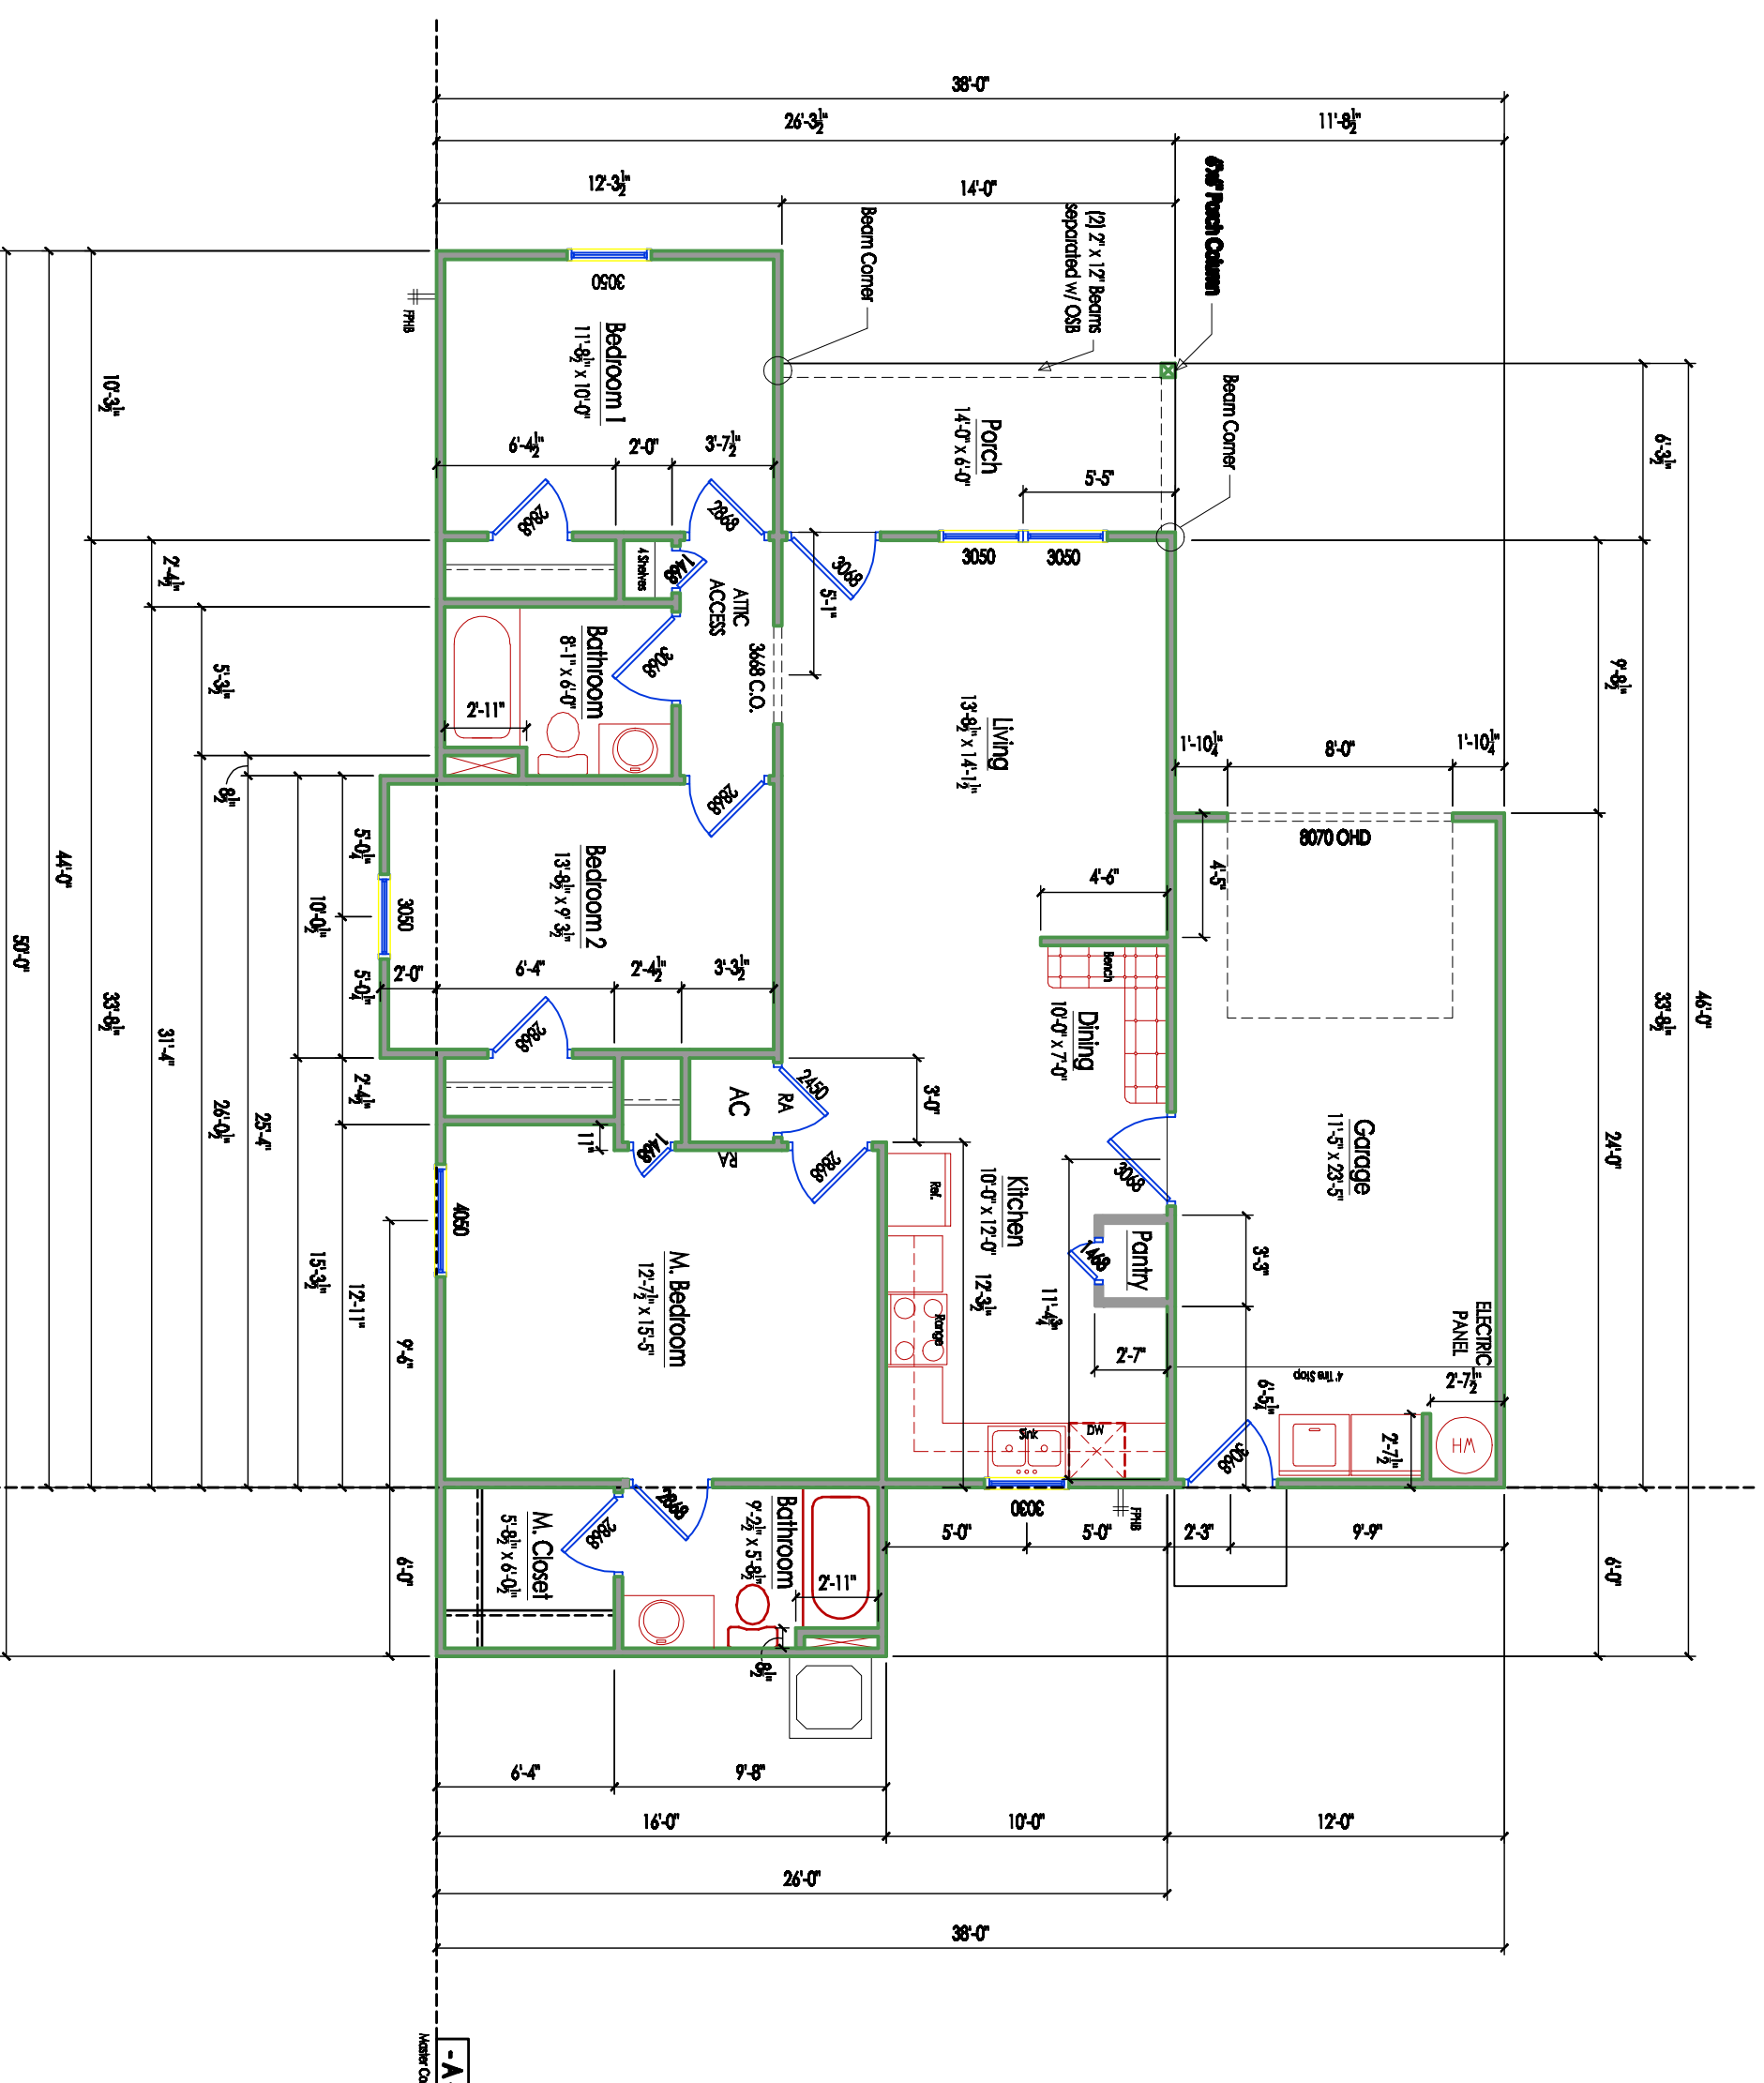 38'-0"
26'-3½"
11'-8½"
12'-3½"
14'-0"
6"x6" Porch Column
(2) 2" x 12" Beams
separated w/ OSB
Beam Corner
Beam Corner
3050
FPHB
Bedroom 1
11'-8½" x 10'-0"
10'-3½"
6'-4½"
2'-0"
3'-7½"
Porch
14'-0" x 6'-0"
5'-5"
6'-3½"
2868
2868
3068
3050
3050
4 Shelves
1468
ATTIC
ACCESS
5'-1"
2'-4½"
Bathroom
8'-1" x 6'-0"
3068
3668 C.O.
2'-11"
5'-3½"
8½"
Living
13'-8½" x 14'-1½"
9'-8½"
1'-10¼"
8'-0"
1'-10¼"
8070 OHD
2868
4'-6"
4'-5"
5'-0¼"
3050
10'-0½"
5'-0¼"
Bedroom 2
13'-8½" x 9' 3½"
2'-0"
6'-4"
2'-4½"
3'-3½"
44'-0"
50'-0"
33'-8½"
31'-4"
26'-0½"
25'-4"
Bench
Dining
10'-0" x 7'-0"
46'-0"
33'-8½"
24'-0"
2868
2450
AC
RA
RA
3'-0"
2'-4½"
11"
1468
2868
3068
Garage
11'-5" x 23'-5"
4050
Ref.
Kitchen
10'-0" x 12'-0"
12'-3½"
11'-4¾"
Pantry
1468
3'-3"
2'-7"
Range
M. Bedroom
12'-7½" x 15'-5"
15'-3½"
12'-11"
9'-6"
ELECTRIC
PANEL
4' Tire Stop
2'-7½"
6'-5¼"
2'-7½"
WH
3068
Sink
DW
3030
FPHB
2868
2868
Bathroom
9'-2½" x 5'-8½"
M. Closet
5'-8½" x 6'-0½"
2'-11"
8½"
6'-0"
5'-0"
5'-0"
2'-3"
9'-9"
6'-0"
6'-4"
9'-8"
16'-0"
10'-0"
12'-0"
26'-0"
38'-0"
- A